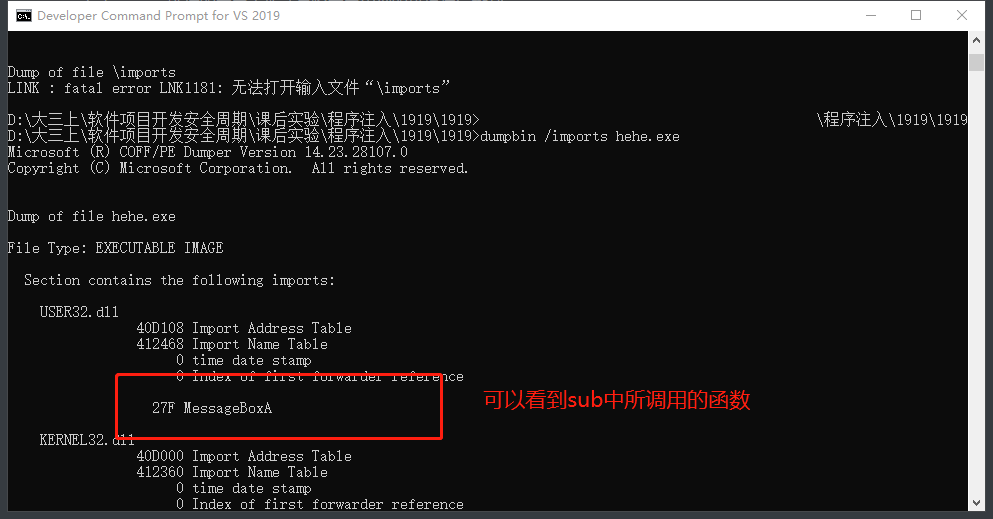 Developer Command Prompt for VS 2019
Dump of file \imports
LINK : fatal error LNK1181: 无法打开输入文件“\imports”
D:\大三上\软件项目开发安全周期\课后实验\程序注入\1919\1919> \程序注入\1919\1919
D:\大三上\软件项目开发安全周期\课后实验\程序注入\1919\1919>dumpbin /imports hehe.exe
Microsoft (R) COFF/PE Dumper Version 14.23.28107.0
Copyright (C) Microsoft Corporation.  All rights reserved.
Dump of file hehe.exe
File Type: EXECUTABLE IMAGE
Section contains the following imports:
USER32.dll
40D108 Import Address Table
412468 Import Name Table
0 time date stamp
0 Index of first forwarder reference
27F MessageBoxA
可以看到sub中所调用的函数
KERNEL32.dll
40D000 Import Address Table
412360 Import Name Table
0 time date stamp
0 Index of first forwarder reference